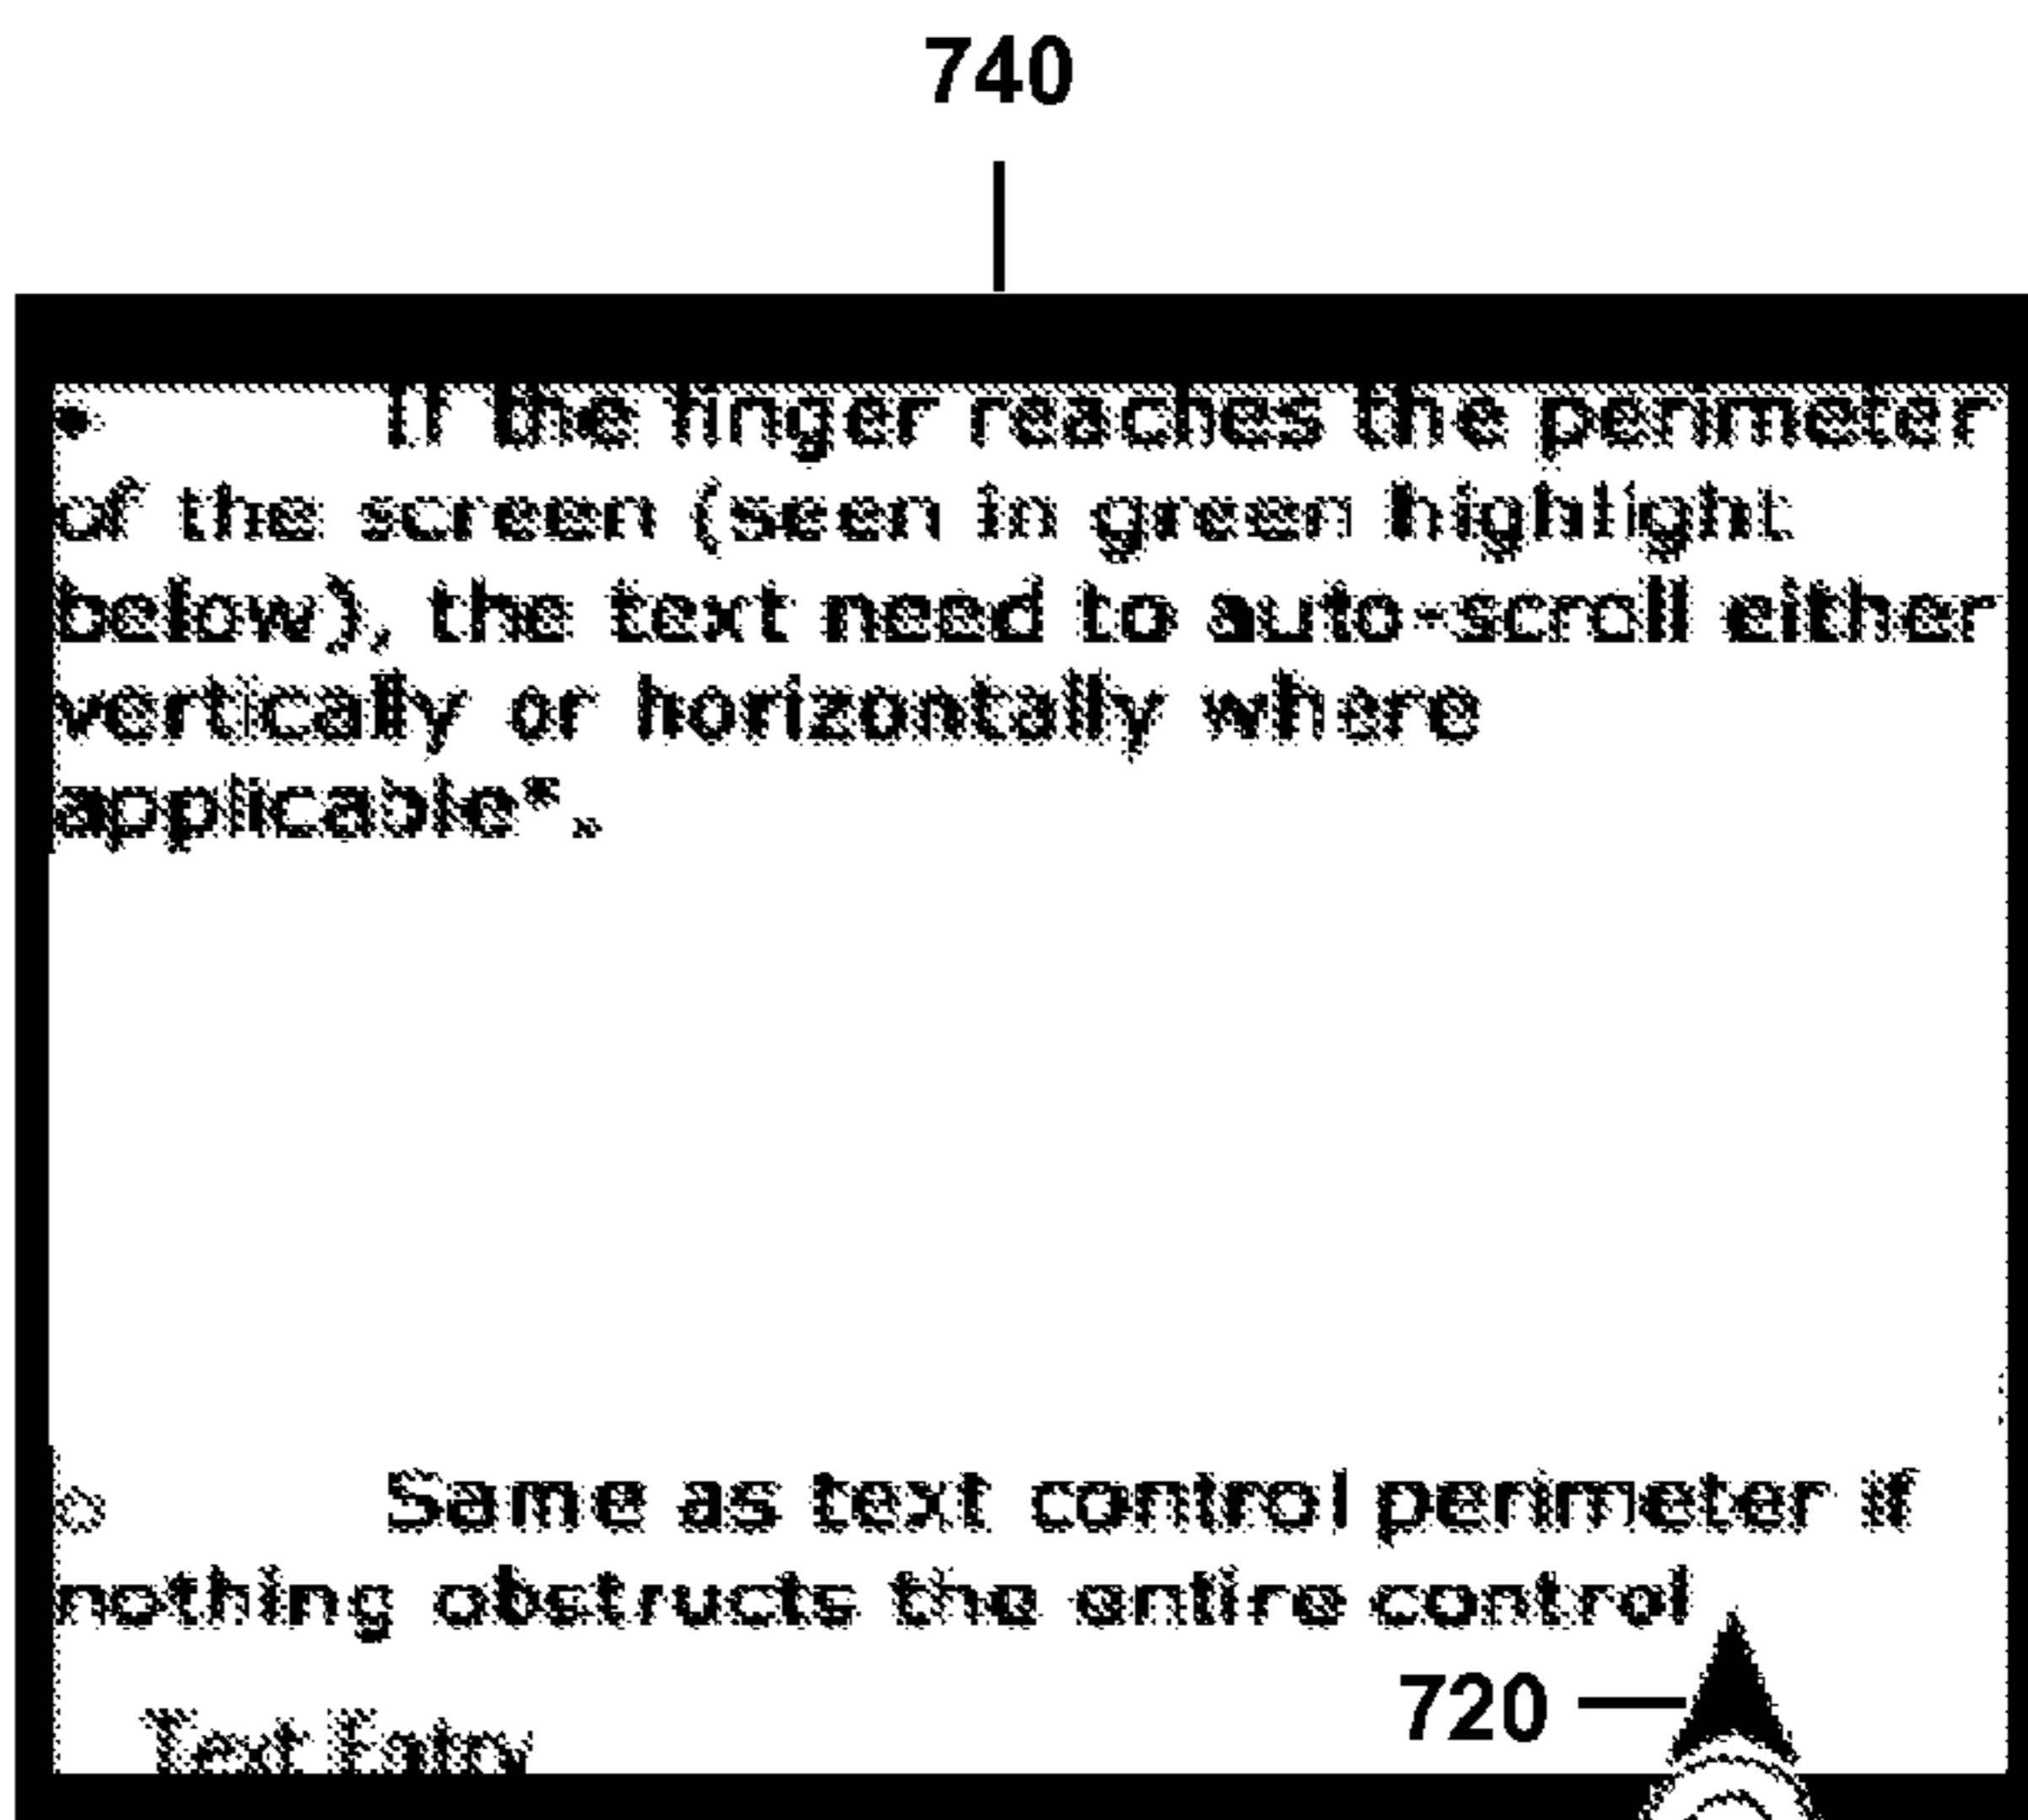 740
• If the finger reaches the perimeter
of the screen (seen in green highlight
below), the text need to auto-scroll either
vertically or horizontally where
applicable*.
○ Same as text control perimeter if
nothing obstructs the entire control
720
Text Entry